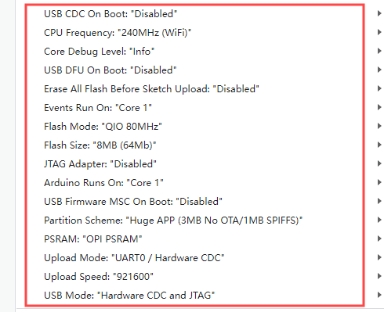 USB CDC On Boot: "Disabled"
CPU Frequency: "240MHz (WiFi)"
Core Debug Level: "Info"
USB DFU On Boot: "Disabled"
Erase All Flash Before Sketch Upload: "Disabled"
Events Run On: "Core 1"
Flash Mode: "QIO 80MHz"
Flash Size: "8MB (64Mb)"
JTAG Adapter: "Disabled"
Arduino Runs On: "Core 1"
USB Firmware MSC On Boot: "Disabled"
Partition Scheme: "Huge APP (3MB No OTA/1MB SPIFFS)"
PSRAM: "OPI PSRAM"
Upload Mode: "UART0 / Hardware CDC"
Upload Speed: "921600"
USB Mode: "Hardware CDC and JTAG"